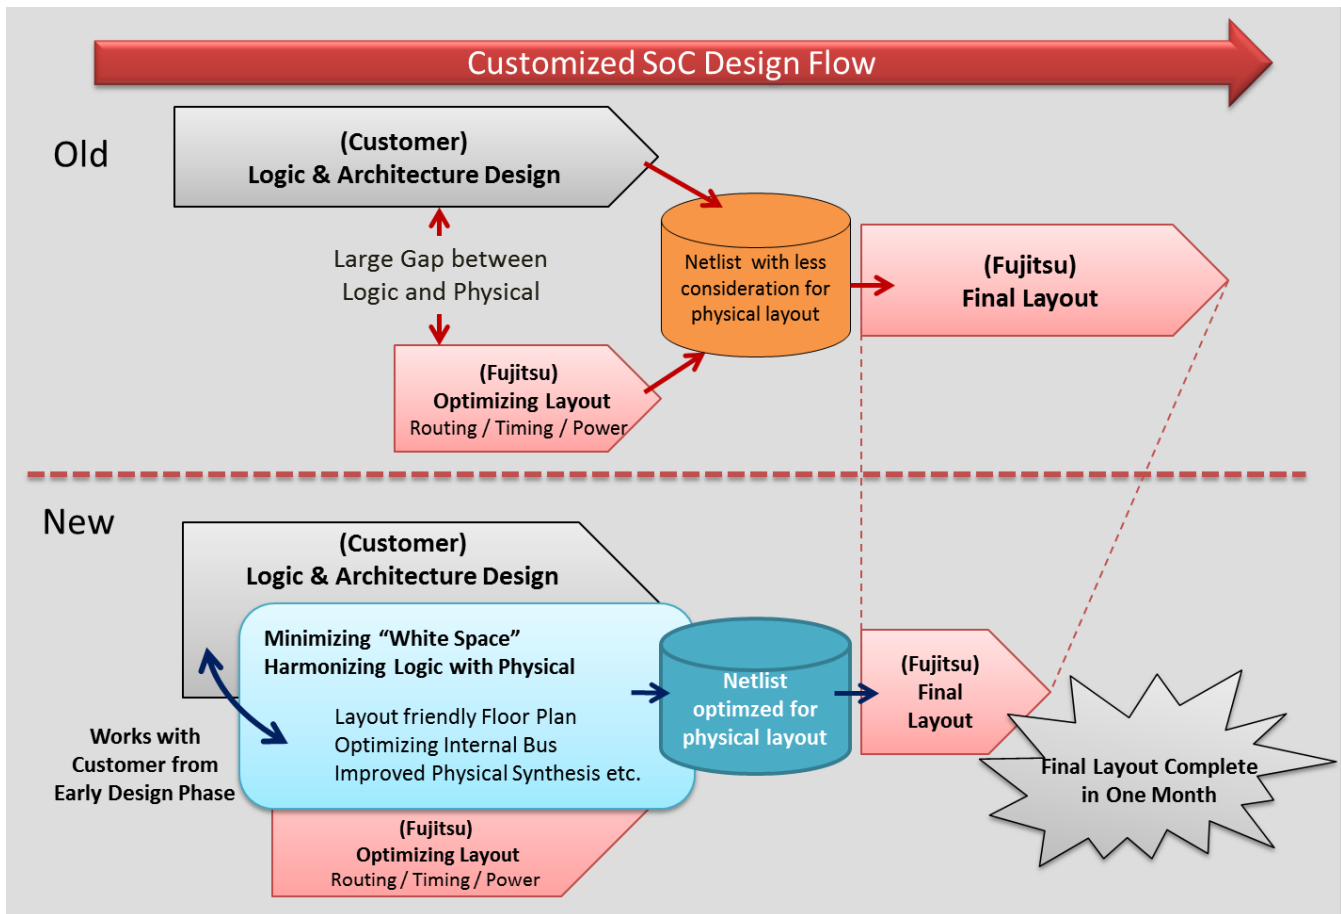 Customized SoC Design Flow
Old
(Customer)
Logic & Architecture Design
Large Gap between
Logic and Physical
(Fujitsu)
Optimizing Layout
Routing / Timing / Power
Netlist with less
consideration for
physical layout
(Fujitsu)
Final Layout
New
(Customer)
Logic & Architecture Design
Minimizing “White Space”
Harmonizing Logic with Physical
Layout friendly Floor Plan
Optimizing Internal Bus
Improved Physical Synthesis etc.
Works with
Customer from
Early Design Phase
(Fujitsu)
Optimizing Layout
Routing / Timing / Power
Netlist
optimzed for
physical layout
(Fujitsu)
Final
Layout
Final Layout Complete
in One Month